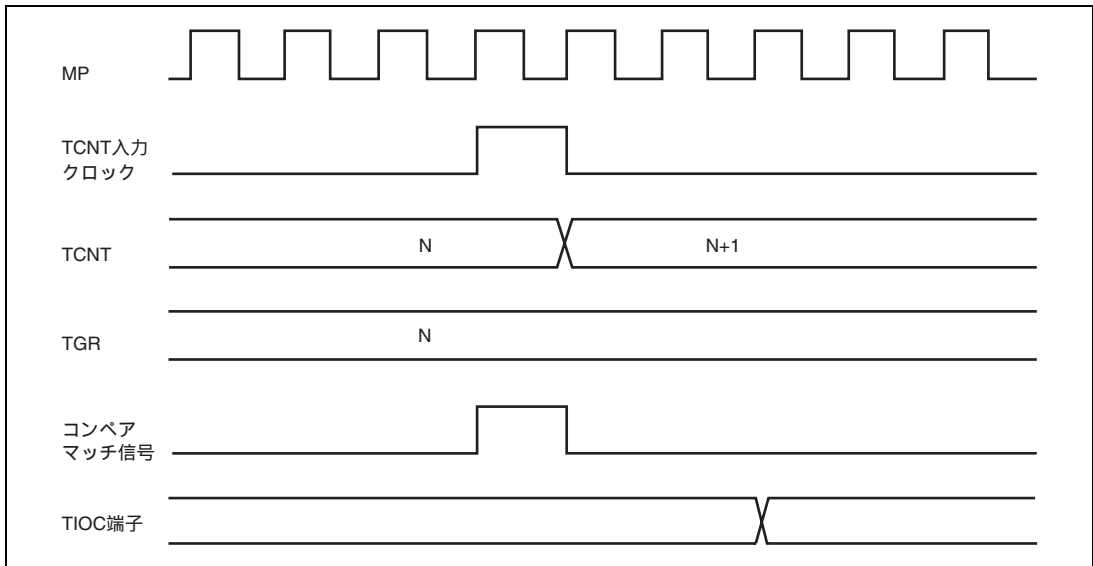 MP
TCNT入力
クロック
TCNT
N
N+1
TGR
N
コンペア
マッチ信号
TIOC端子